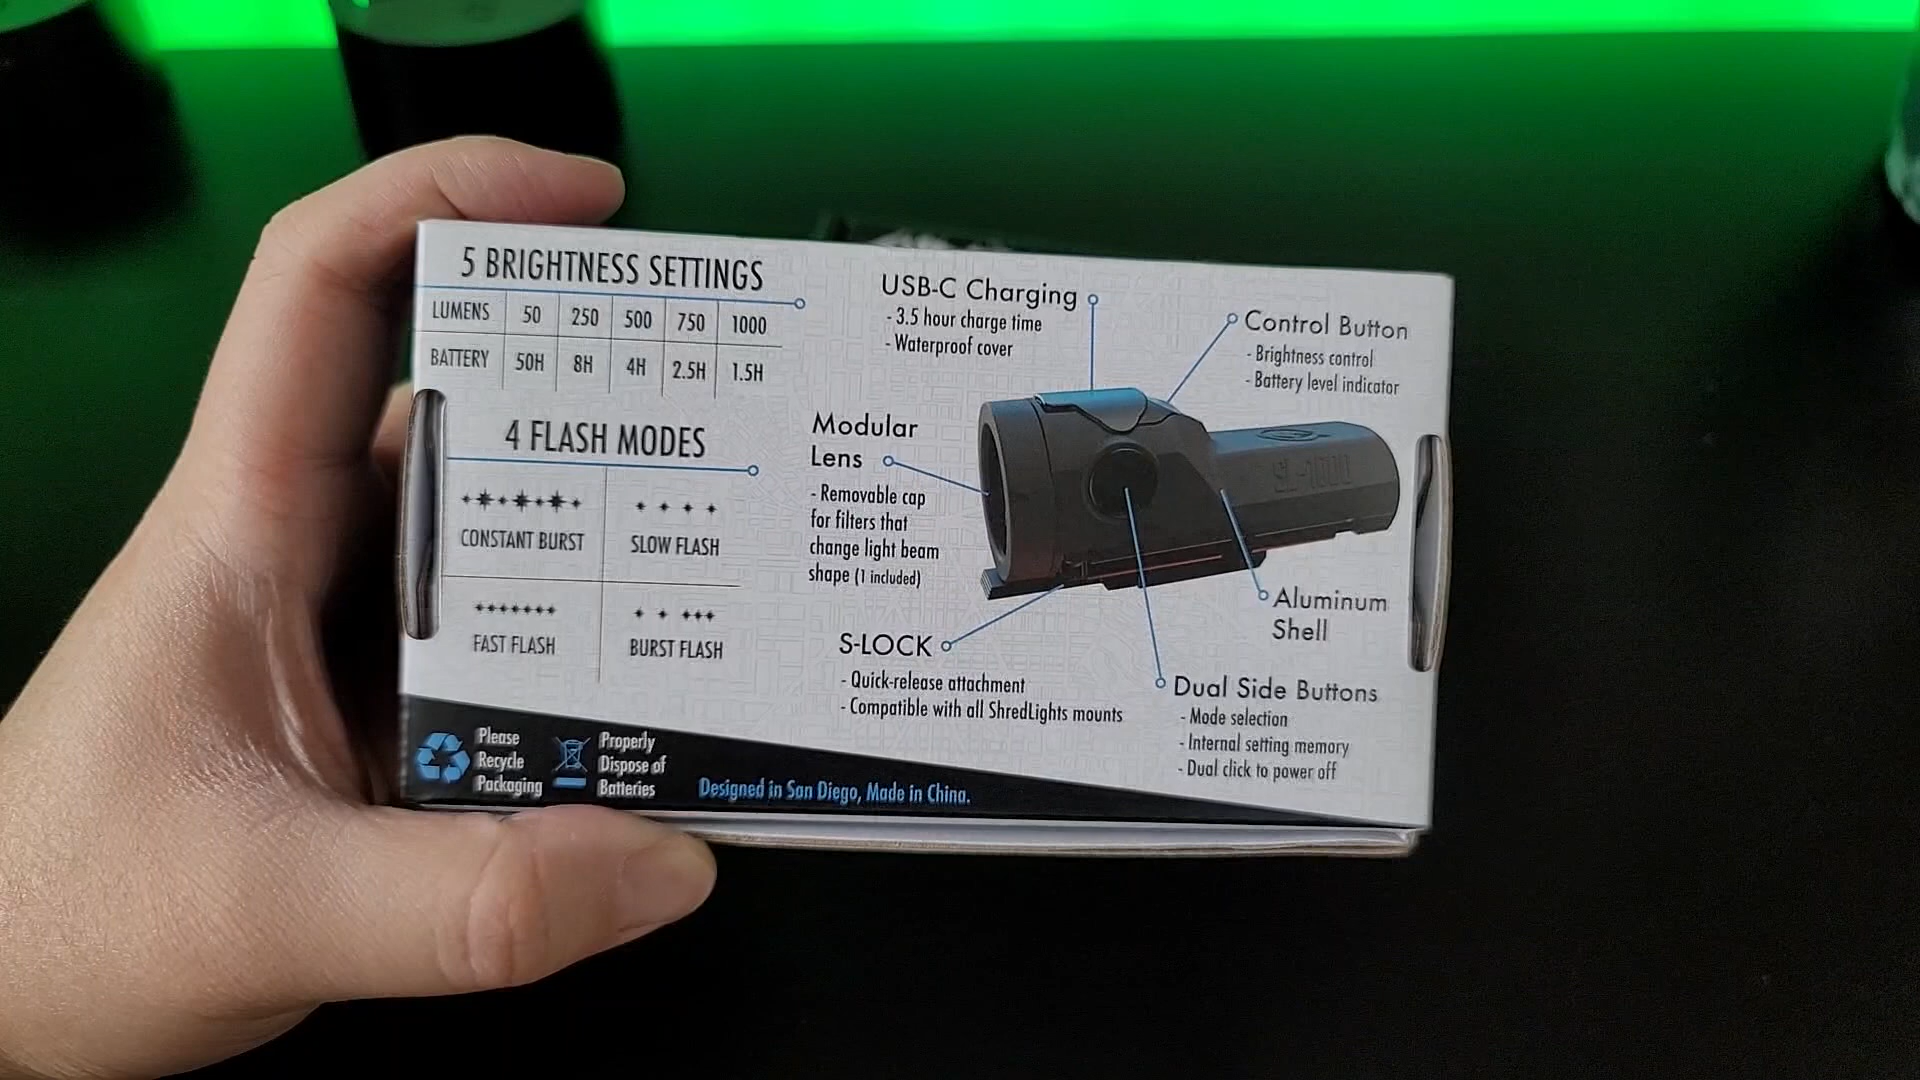 5 BRIGHTNESS SETTINGS
LUMENS 50 250 500 750 1000
BATTERY 50H 8H 4H 2.5H 1.5H
4 FLASH MODES
CONSTANT BURST
SLOW FLASH
FAST FLASH
BURST FLASH
USB-C Charging
- 3.5 hour charge time
- Waterproof cover
Control Button
- Brightness control
- Battery level indicator
Modular
Lens
- Removable cap
for filters that
change light beam
shape (1 included)
SL-1000
Aluminum
Shell
S-LOCK
- Quick-release attachment
- Compatible with all ShredLights mounts
Dual Side Buttons
- Mode selection
- Internal setting memory
- Dual click to power off
Please
Recycle
Packaging
Properly
Dispose of
Batteries
Designed in San Diego, Made in China.